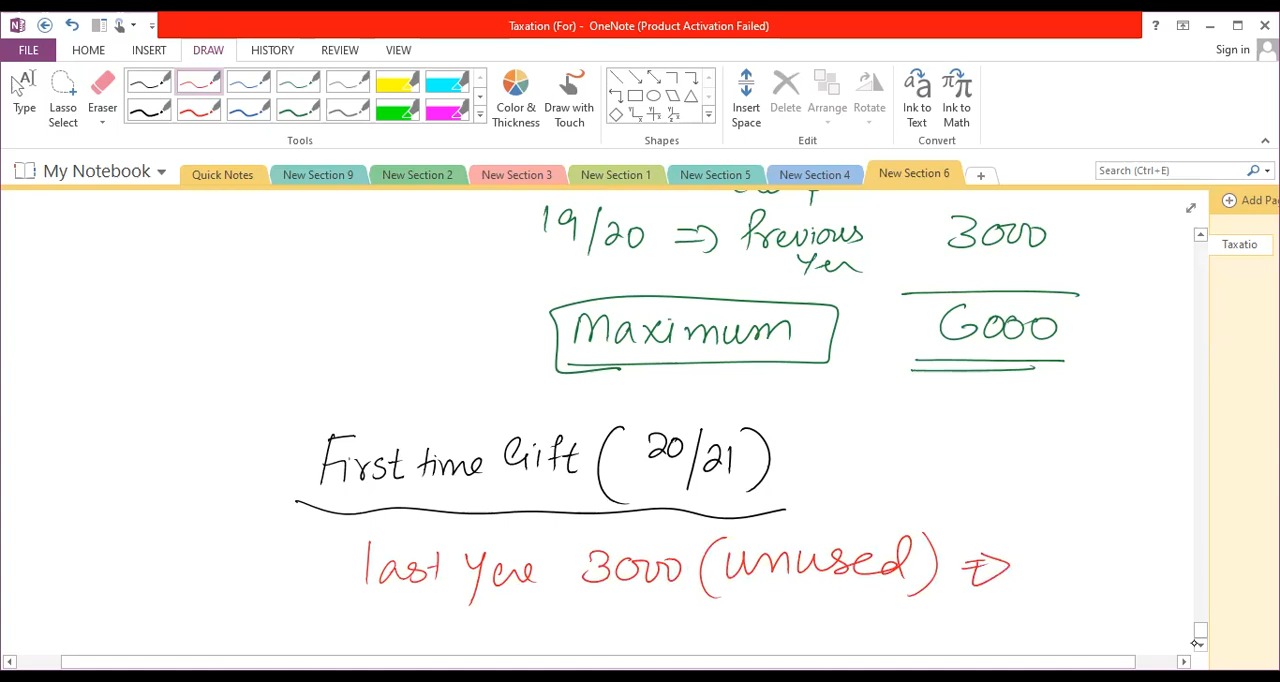 Taxation (For) - OneNote (Product Activation Failed)
FILE HOME INSERT DRAW HISTORY REVIEW VIEW
Sign in
Type
Lasso Select
Eraser
Color & Thickness
Draw with Touch
Insert Space
Delete
Arrange
Rotate
Ink to Text
Ink to Math
Tools
Shapes
Edit
Convert
My Notebook
Quick Notes
New Section 9
New Section 2
New Section 3
New Section 1
New Section 5
New Section 4
New Section 6
Search (Ctrl+E)
Add Pag
Taxatio
19/20 => Previous 3000
Yer
Maximum 6000
First time Gift (20/21)
last Yere 3000 (unused) =>